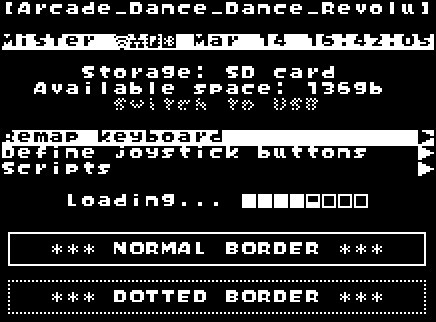 [Arcade_Dance_Dance_Revolu]
MiSTer Mar 14 15:42:05
Storage: SD card
Available space: 1369b
Switch to USB
Remap keyboard
Define joystick buttons
Scripts
Loading...
*** NORMAL BORDER ***
*** DOTTED BORDER ***